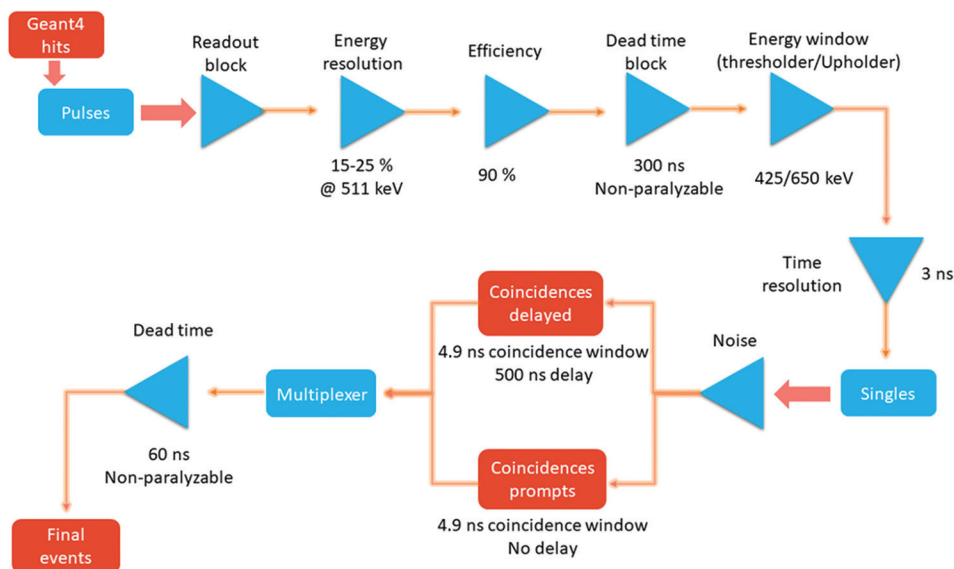 Geant4
hits
Pulses
Readout
block
Energy
resolution
15-25 %
@ 511 keV
Efficiency
90 %
Dead time
block
300 ns
Non-paralyzable
Energy window
(thresholder/Upholder)
425/650 keV
Time
resolution
3 ns
Singles
Noise
Coincidences
delayed
4.9 ns coincidence window
500 ns delay
Coincidences
prompts
4.9 ns coincidence window
No delay
Multiplexer
Dead time
60 ns
Non-paralyzable
Final
events